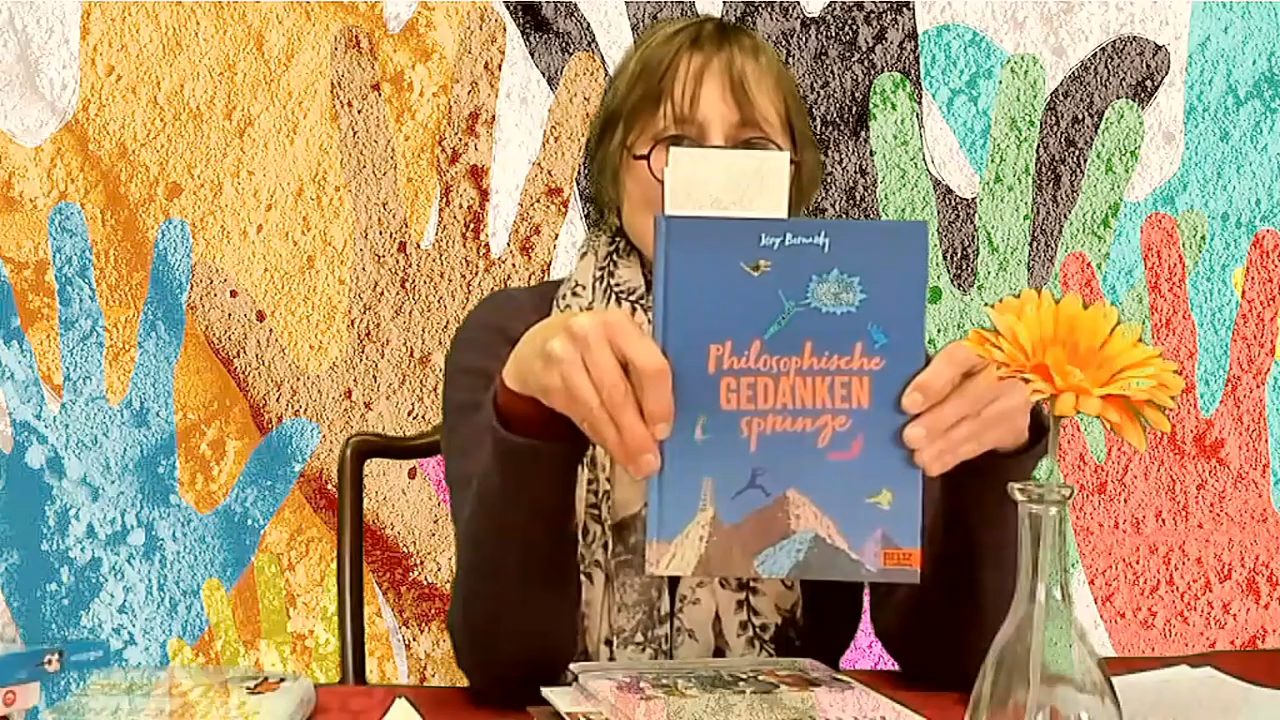 Jörg Bernardy
Philosophische
GEDANKEN
sprünge
BELTZ